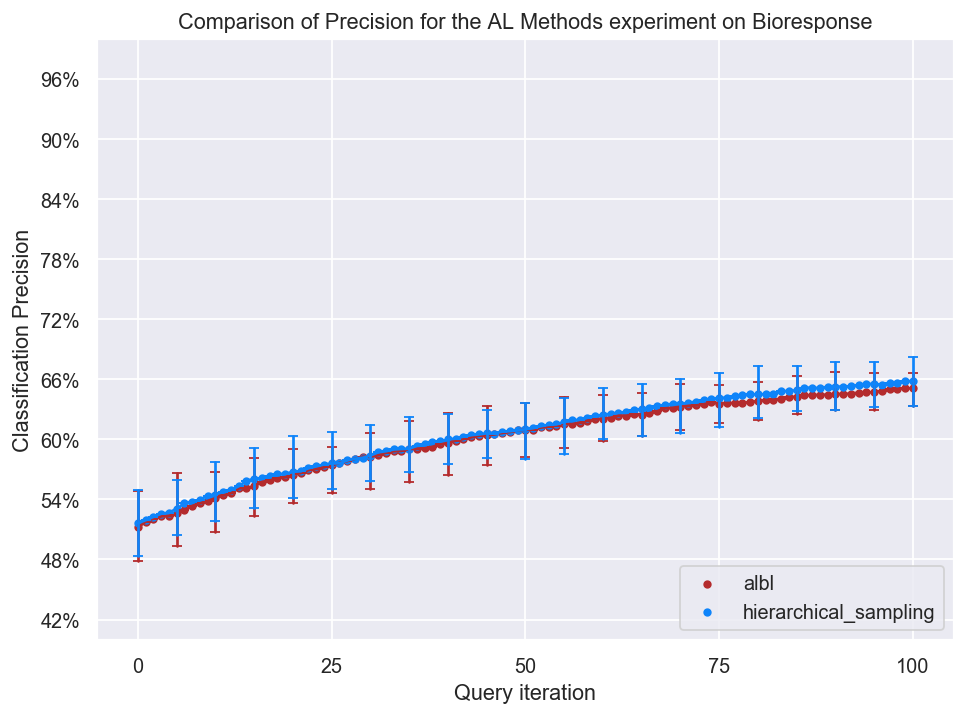 Comparison of Precision for the AL Methods experiment on Bioresponse
Classification Precision
96%
90%
84%
78%
72%
66%
60%
54%
48%
42%
albl
hierarchical_sampling
0 25 50 75 100
Query iteration